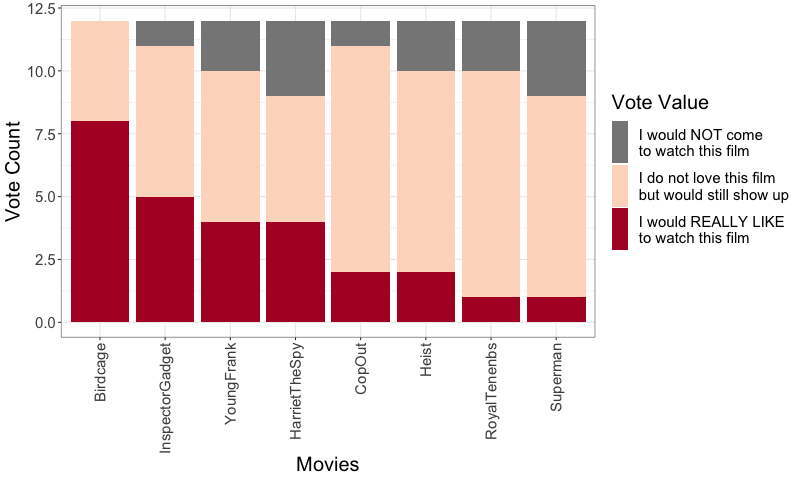 12.5
10.0
7.5
5.0
2.5
0.0
Vote Count
Birdcage
InspectorGadget
YoungFrank
HarrietTheSpy
CopOut
Heist
RoyalTenenbs
Superman
Movies
Vote Value
I would NOT come
to watch this film
I do not love this film
but would still show up
I would REALLY LIKE
to watch this film